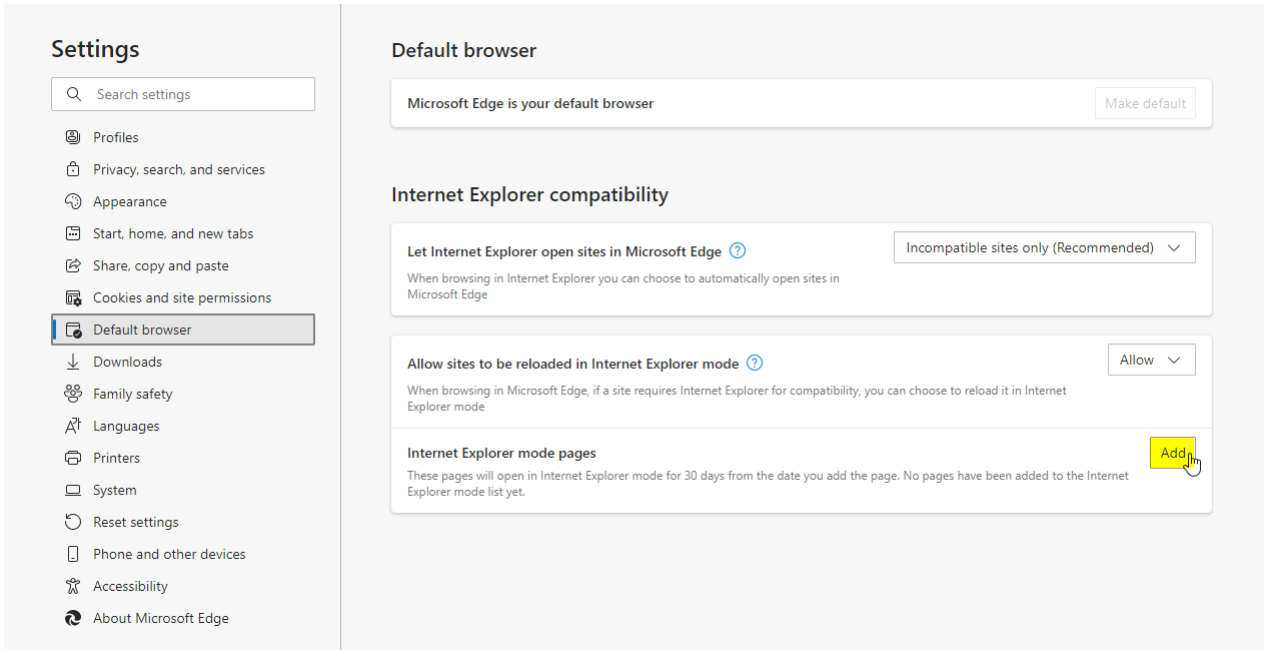 Settings
Search settings
Profiles
Privacy, search, and services
Appearance
Start, home, and new tabs
Share, copy and paste
Cookies and site permissions
Default browser
Downloads
Family safety
Languages
Printers
System
Reset settings
Phone and other devices
Accessibility
About Microsoft Edge
Default browser
Microsoft Edge is your default browser
Make default
Internet Explorer compatibility
Let Internet Explorer open sites in Microsoft Edge
Incompatible sites only (Recommended)
When browsing in Internet Explorer you can choose to automatically open sites in
Microsoft Edge
Allow sites to be reloaded in Internet Explorer mode
Allow
When browsing in Microsoft Edge, if a site requires Internet Explorer for compatibility, you can choose to reload it in Internet
Explorer mode
Internet Explorer mode pages
Add
These pages will open in Internet Explorer mode for 30 days from the date you add the page. No pages have been added to the Internet
Explorer mode list yet.